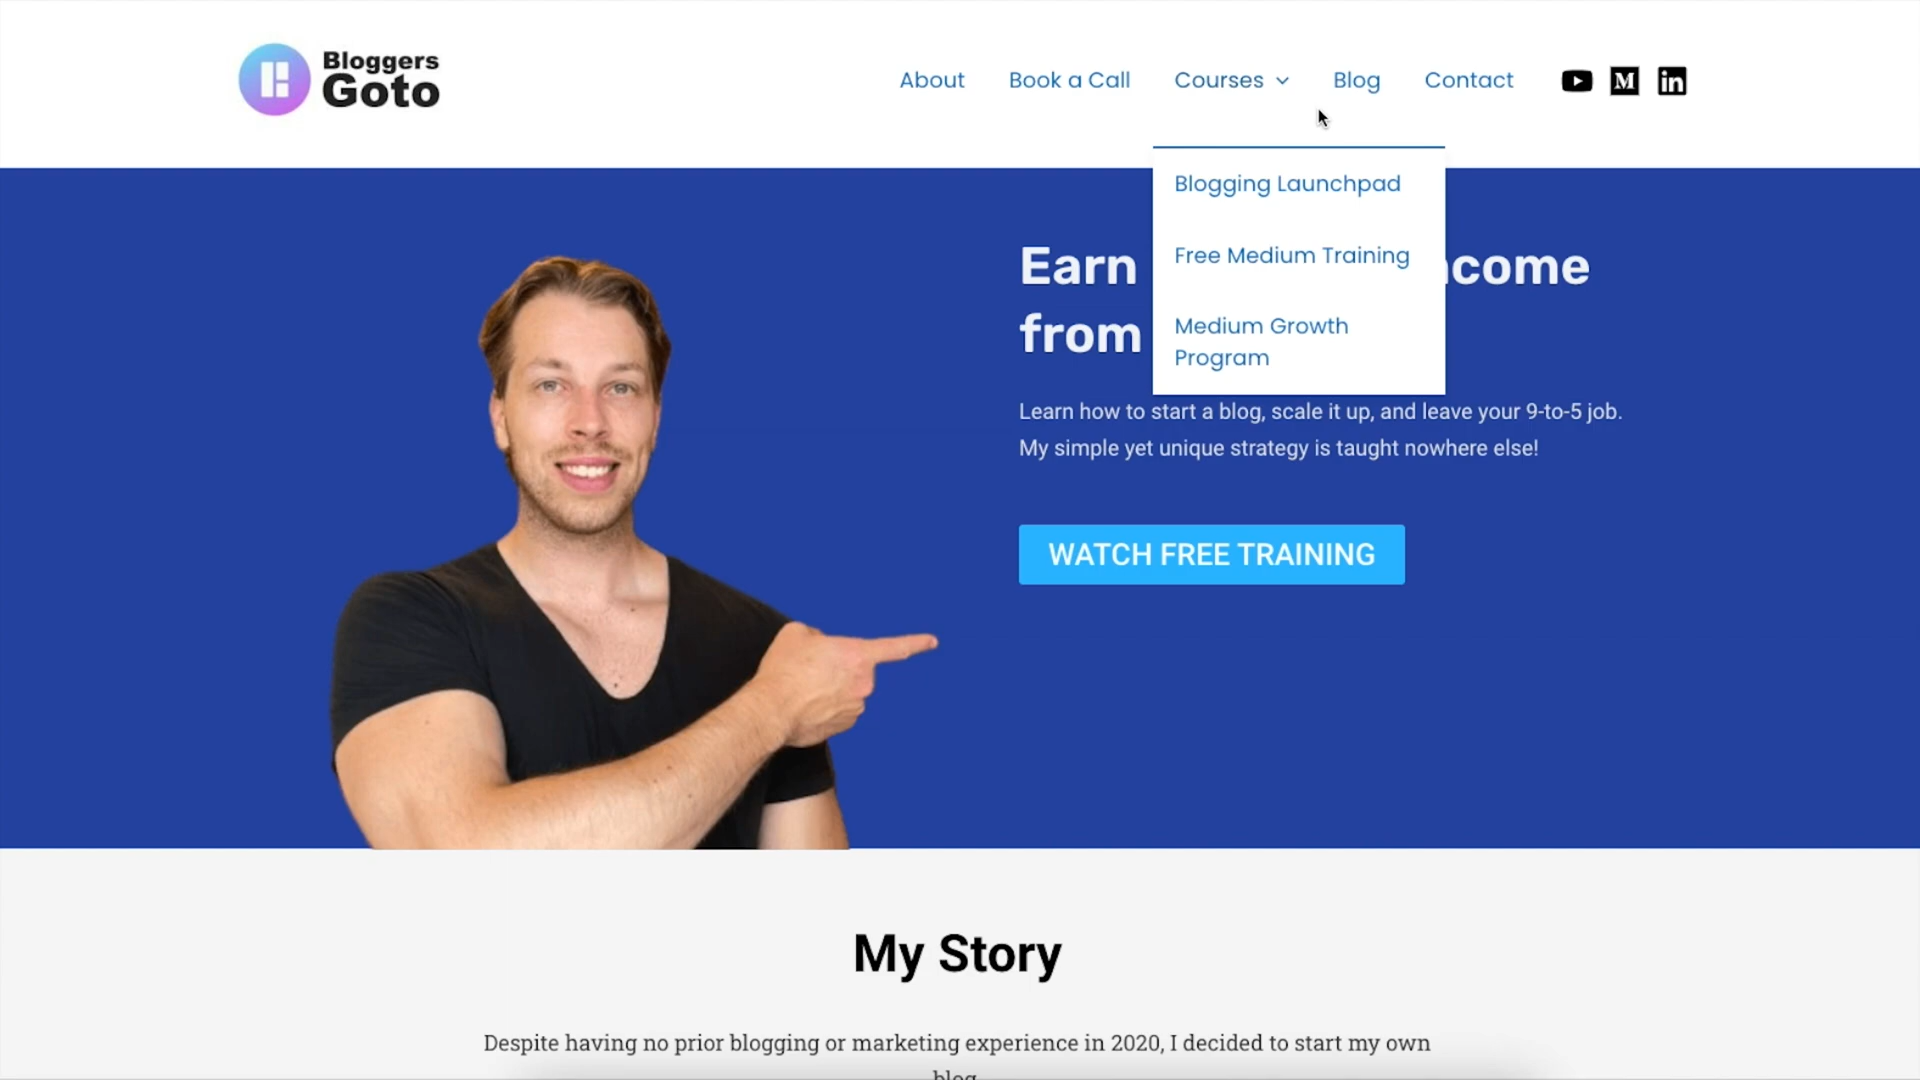 Bloggers
Goto
About
Book a Call
Courses
Blog
Contact
M
in
Blogging Launchpad
Free Medium Training
Medium Growth
Program
Earn
come
from
Learn how to start a blog, scale it up, and leave your 9-to-5 job.
My simple yet unique strategy is taught nowhere else!
WATCH FREE TRAINING
My Story
Despite having no prior blogging or marketing experience in 2020, I decided to start my own
blog